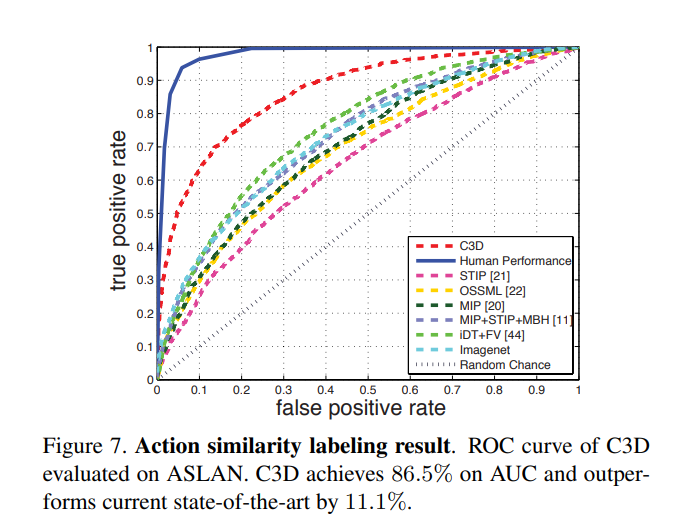 1
0.9
0.8
0.7
0.6
0.5
0.4
0.3
0.2
0.1
0
true positive rate
C3D
Human Performance
STIP [21]
OSSML [22]
MIP [20]
MIP+STIP+MBH [11]
iDT+FV [44]
Imagenet
Random Chance
0 0.1 0.2 0.3 0.4 0.5 0.6 0.7 0.8 0.9 1
false positive rate
Figure 7. Action similarity labeling result. ROC curve of C3D
evaluated on ASLAN. C3D achieves 86.5% on AUC and outper-
forms current state-of-the-art by 11.1%.